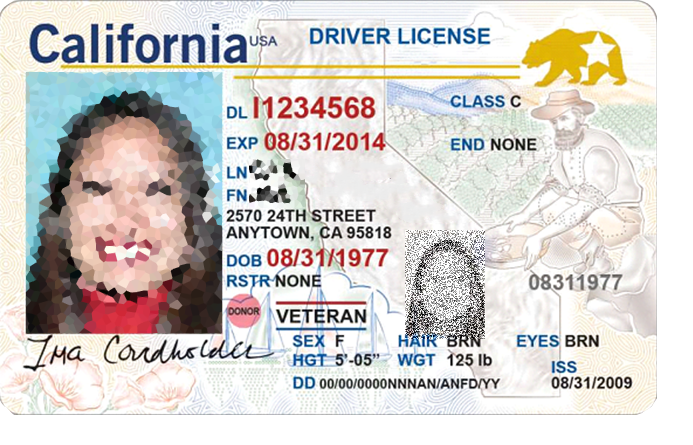 California USA DRIVER LICENSE
DL I1234568 CLASS C
EXP 08/31/2014 END NONE
LN
FN
2570 24TH STREET
ANYTOWN, CA 95818
DOB 08/31/1977
RSTR NONE 08311977
DONOR VETERAN
Ima Cardholder
SEX F HAIR BRN EYES BRN
HGT 5'-05" WGT 125 lb ISS
DD 00/00/0000NNNAN/ANFD/YY 08/31/2009